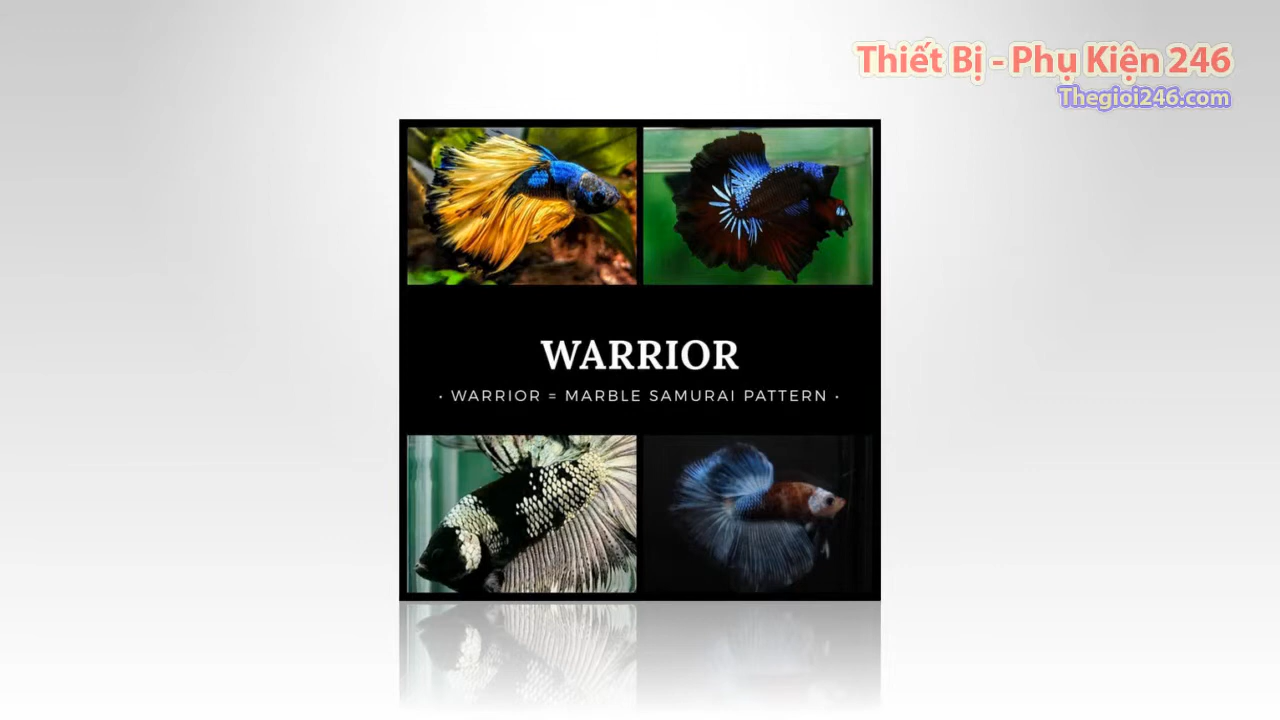 Thiết Bị - Phụ Kiện 246
Thegioi246.com
WARRIOR
· WARRIOR = MARBLE SAMURAI PATTERN ·